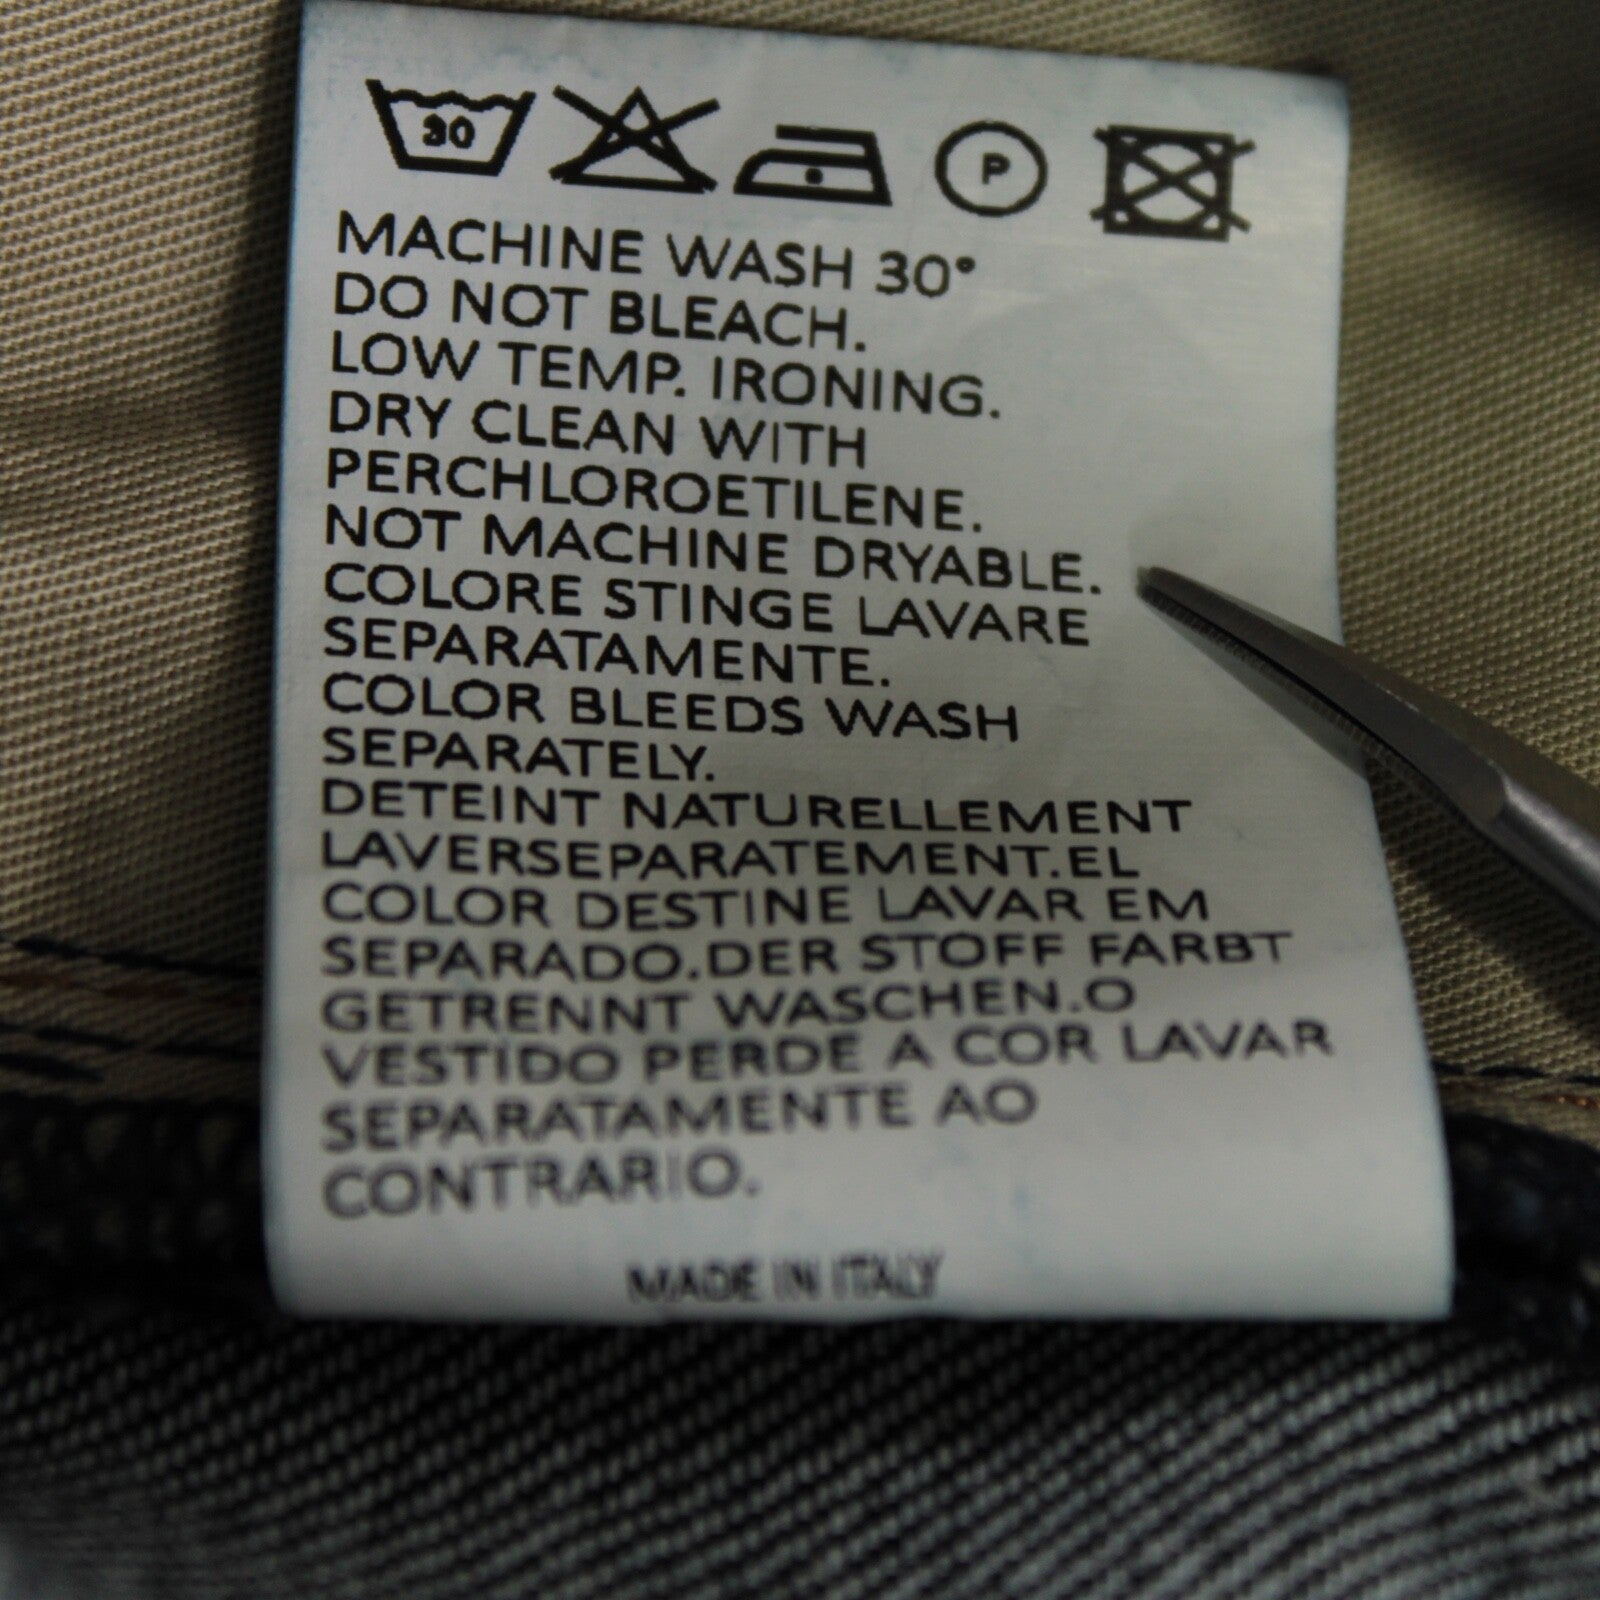 30
P
MACHINE WASH 30°
DO NOT BLEACH.
LOW TEMP. IRONING.
DRY CLEAN WITH
PERCHLOROETILENE.
NOT MACHINE DRYABLE.
COLORE STINGE LAVARE
SEPARATAMENTE.
COLOR BLEEDS WASH
SEPARATELY.
DETEINT NATURELLEMENT
LAVERSEPARATEMENT.EL
COLOR DESTINE LAVAR EM
SEPARADO.DER STOFF FARBT
GETRENNT WASCHEN.O
VESTIDO PERDE A COR LAVAR
SEPARATAMENTE AO
CONTRARIO.
MADE IN ITALY